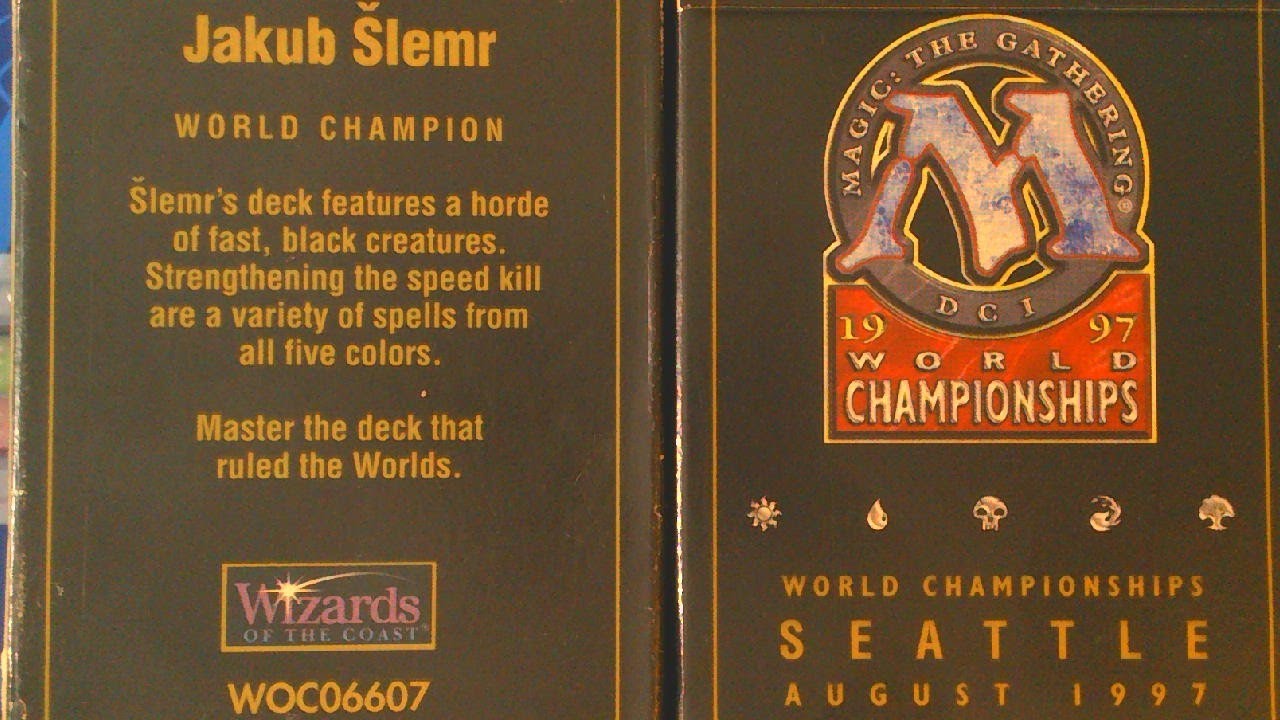 Jakub Šlemr
WORLD CHAMPION
Šlemr's deck features a horde
of fast, black creatures.
Strengthening the speed kill
are a variety of spells from
all five colors.
Master the deck that
ruled the Worlds.
Wizards
OF THE COAST®
WOC06607
MAGIC: THE GATHERING®
M
DCI
19 97
WORLD
CHAMPIONSHIPS
WORLD CHAMPIONSHIPS
SEATTLE
AUGUST 1997